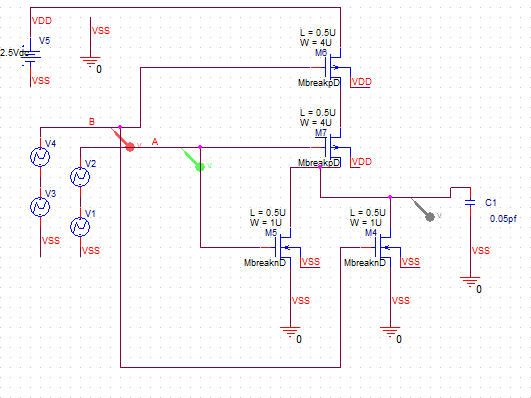 VDD
VSS
L = 0.5U
W = 4U
M6
V5
2.5Vdc
0
VSS
VDD
MbreakpD
B
L = 0.5U
W = 4U
M7
A
V
V4
V2
V
MbreakpD
VDD
V3
V1
L = 0.5U
W = 1U
M5
L = 0.5U
W = 1U
M4
C1
V
0.05pf
VSS
VSS
MbreaknD
VSS
MbreaknD
VSS
VSS
0
VSS
VSS
0
0